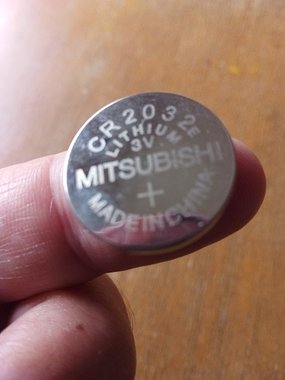 CR2032E
LITHIUM
3V
MITSUBISHI
+
MADE IN CHINA